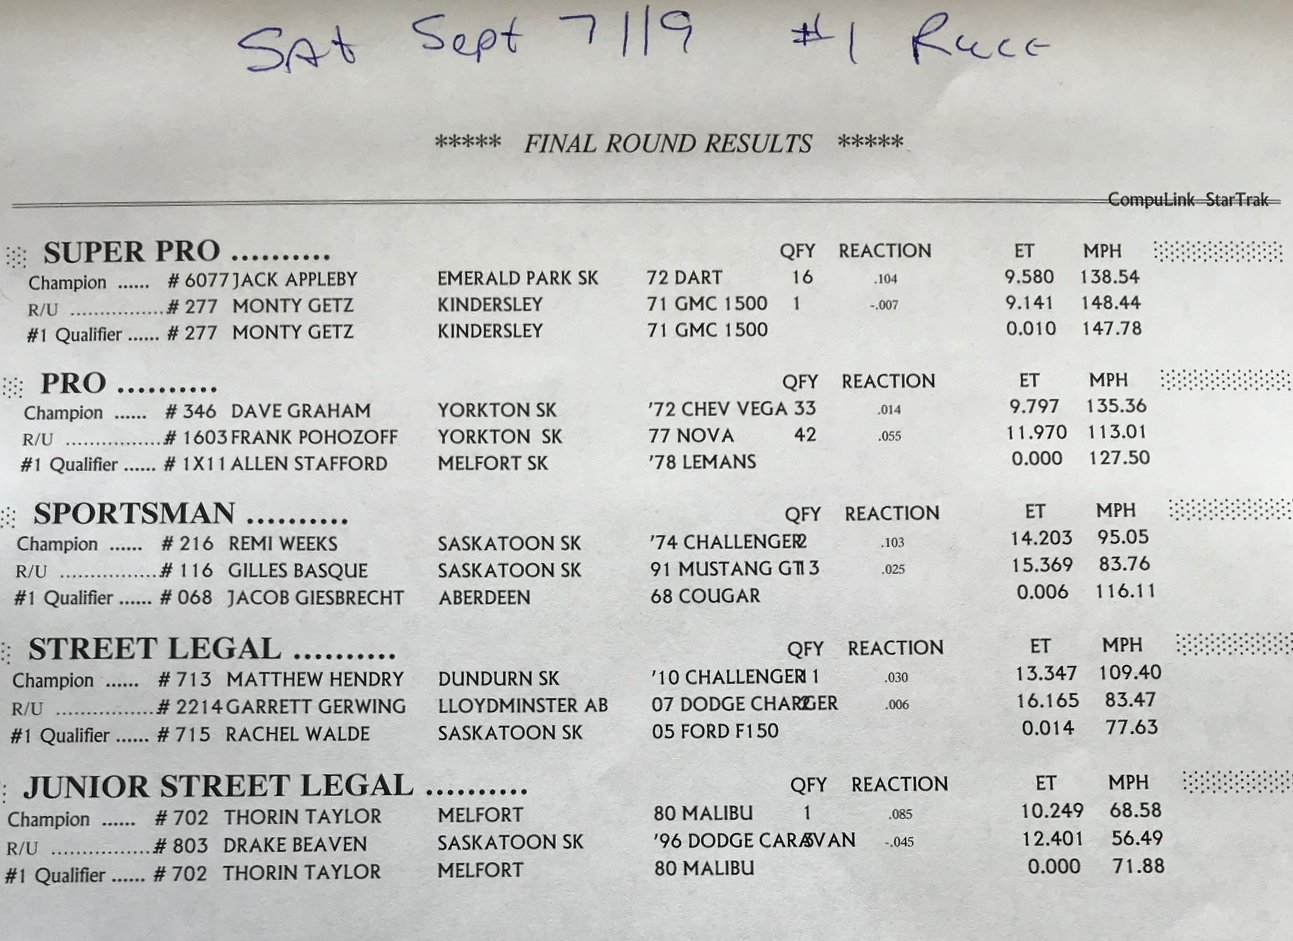 SAt Sept 7/19 #1 Race
***** FINAL ROUND RESULTS *****
CompuLink StarTrak
SUPER PRO .......... QFY REACTION ET MPH
Champion ...... # 6077 JACK APPLEBY EMERALD PARK SK 72 DART 16 .104 9.580 138.54
R/U ................# 277 MONTY GETZ KINDERSLEY 71 GMC 1500 1 -.007 9.141 148.44
#1 Qualifier ...... # 277 MONTY GETZ KINDERSLEY 71 GMC 1500 0.010 147.78
PRO .......... QFY REACTION ET MPH
Champion ...... # 346 DAVE GRAHAM YORKTON SK '72 CHEV VEGA 33 .014 9.797 135.36
R/U ................# 1603 FRANK POHOZOFF YORKTON SK 77 NOVA 42 .055 11.970 113.01
#1 Qualifier ...... # 1X11 ALLEN STAFFORD MELFORT SK '78 LEMANS 0.000 127.50
SPORTSMAN .......... QFY REACTION ET MPH
Champion ...... # 216 REMI WEEKS SASKATOON SK '74 CHALLENGER 2 .103 14.203 95.05
R/U ................# 116 GILLES BASQUE SASKATOON SK 91 MUSTANG GT 13 .025 15.369 83.76
#1 Qualifier ...... # 068 JACOB GIESBRECHT ABERDEEN 68 COUGAR 0.006 116.11
STREET LEGAL .......... QFY REACTION ET MPH
Champion ...... # 713 MATTHEW HENDRY DUNDURN SK '10 CHALLENGER 11 .030 13.347 109.40
R/U ................# 2214 GARRETT GERWING LLOYDMINSTER AB 07 DODGE CHARGER .006 16.165 83.47
#1 Qualifier ...... # 715 RACHEL WALDE SASKATOON SK 05 FORD F150 0.014 77.63
JUNIOR STREET LEGAL .......... QFY REACTION ET MPH
Champion ...... # 702 THORIN TAYLOR MELFORT 80 MALIBU 1 .085 10.249 68.58
R/U ................# 803 DRAKE BEAVEN SASKATOON SK '96 DODGE CARAVAN -.045 12.401 56.49
#1 Qualifier ...... # 702 THORIN TAYLOR MELFORT 80 MALIBU 0.000 71.88